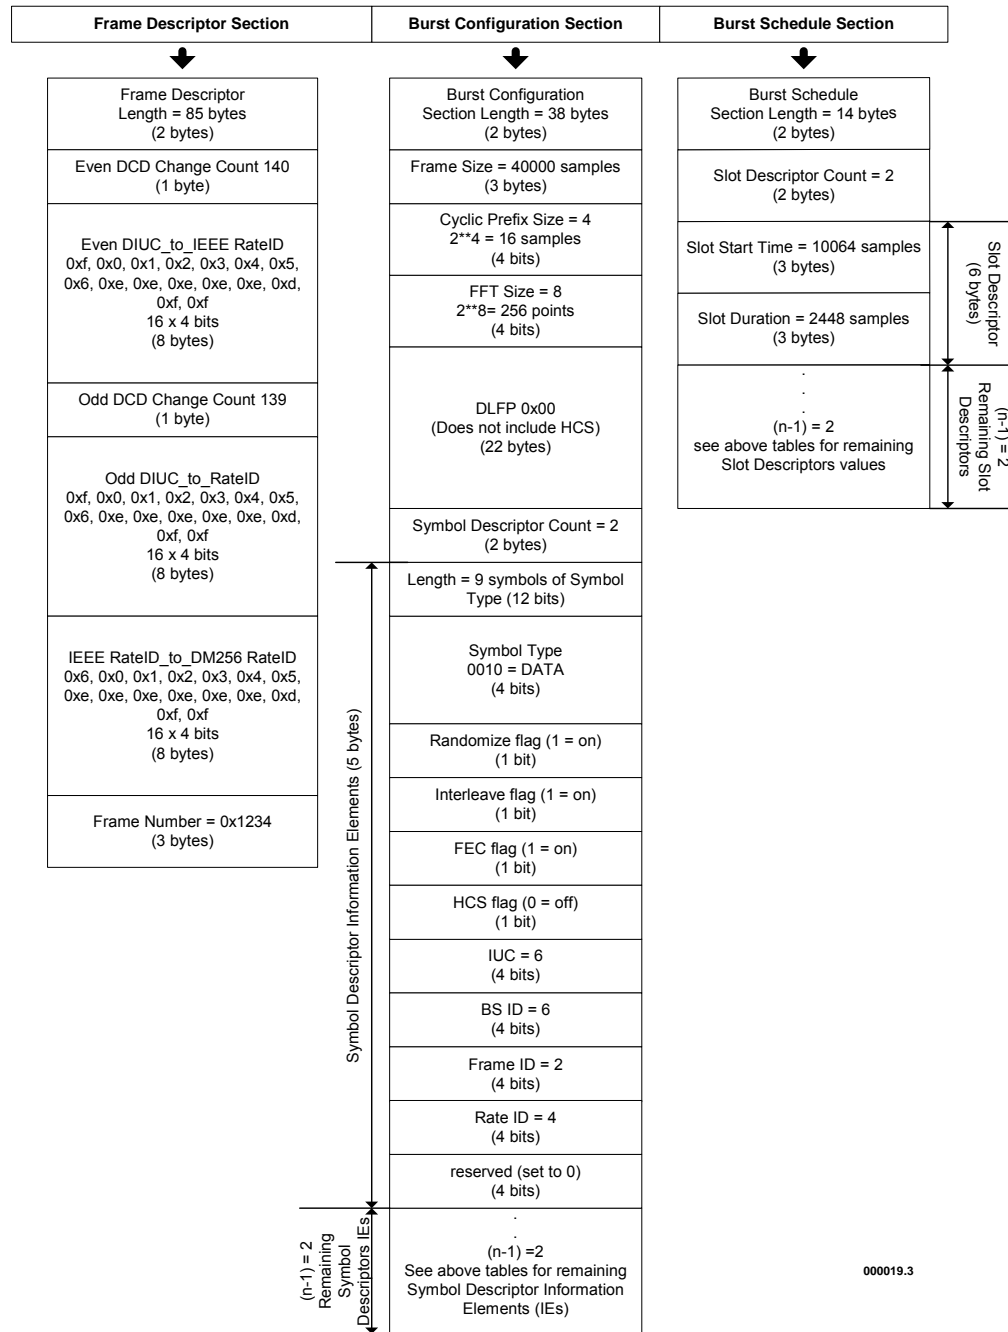 Frame Descriptor Section
Burst Configuration Section
Burst Schedule Section
Frame Descriptor
Length = 85 bytes
(2 bytes)
Even DCD Change Count 140
(1 byte)
Even DIUC_to_IEEE RateID
0xf, 0x0, 0x1, 0x2, 0x3, 0x4, 0x5,
0x6, 0xe, 0xe, 0xe, 0xe, 0xe, 0xd,
0xf, 0xf
16 x 4 bits
(8 bytes)
Odd DCD Change Count 139
(1 byte)
Odd DIUC_to_RateID
0xf, 0x0, 0x1, 0x2, 0x3, 0x4, 0x5,
0x6, 0xe, 0xe, 0xe, 0xe, 0xe, 0xd,
0xf, 0xf
16 x 4 bits
(8 bytes)
IEEE RateID_to_DM256 RateID
0x6, 0x0, 0x1, 0x2, 0x3, 0x4, 0x5,
0xe, 0xe, 0xe, 0xe, 0xe, 0xe, 0xd,
0xf, 0xf
16 x 4 bits
(8 bytes)
Frame Number = 0x1234
(3 bytes)
Burst Configuration
Section Length = 38 bytes
(2 bytes)
Frame Size = 40000 samples
(3 bytes)
Cyclic Prefix Size = 4
2**4 = 16 samples
(4 bits)
FFT Size = 8
2**8= 256 points
(4 bits)
DLFP 0x00
(Does not include HCS)
(22 bytes)
Symbol Descriptor Count = 2
(2 bytes)
Length = 9 symbols of Symbol
Type (12 bits)
Symbol Type
0010 = DATA
(4 bits)
Randomize flag (1 = on)
(1 bit)
Interleave flag (1 = on)
(1 bit)
FEC flag (1 = on)
(1 bit)
HCS flag (0 = off)
(1 bit)
IUC = 6
(4 bits)
BS ID = 6
(4 bits)
Frame ID = 2
(4 bits)
Rate ID = 4
(4 bits)
reserved (set to 0)
(4 bits)
.
.
(n-1) =2
See above tables for remaining
Symbol Descriptor Information
Elements (IEs)
Symbol Descriptor Information Elements (5 bytes)
(n-1) = 2
Remaining
Symbol
Descriptors IEs
Burst Schedule
Section Length = 14 bytes
(2 bytes)
Slot Descriptor Count = 2
(2 bytes)
Slot Start Time = 10064 samples
(3 bytes)
Slot Duration = 2448 samples
(3 bytes)
.
.
.
(n-1) = 2
see above tables for remaining
Slot Descriptors values
Slot Descriptor
(6 bytes)
(n-1) = 2
Remaining Slot
Descriptors
000019.3